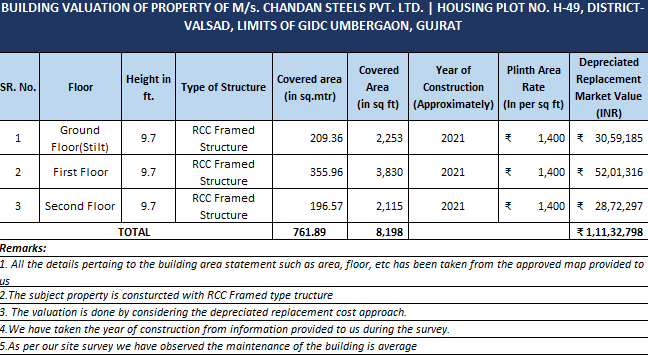 BUILDING VALUATION OF PROPERTY OF M/s. CHANDAN STEELS PVT. LTD. | HOUSING PLOT NO. H-49, DISTRICT-
VALSAD, LIMITS OF GIDC UMBERGAON, GUJRAT
SR. No. Floor Height in ft. Type of Structure Covered area (in sq.mtr) Covered Area (in sq ft) Year of Construction (Approximately) Plinth Area Rate (In per sq ft) Depreciated Replacement Market Value (INR)
1 Ground Floor(Stilt) 9.7 RCC Framed Structure 209.36 2,253 2021 ₹ 1,400 ₹ 30,59,185
2 First Floor 9.7 RCC Framed Structure 355.96 3,830 2021 ₹ 1,400 ₹ 52,01,316
3 Second Floor 9.7 RCC Framed Structure 196.57 2,115 2021 ₹ 1,400 ₹ 28,72,297
TOTAL 761.89 8,198 ₹ 1,11,32,798
Remarks:
1. All the details pertaing to the building area statement such as area, floor, etc has been taken from the approved map provided to
us
2.The subject property is consturcted with RCC Framed type tructure
3. The valuation is done by considering the depreciated replacement cost approach.
4.We have taken the year of construction from information provided to us during the survey.
5.As per our site survey we have observed the maintenance of the building is average